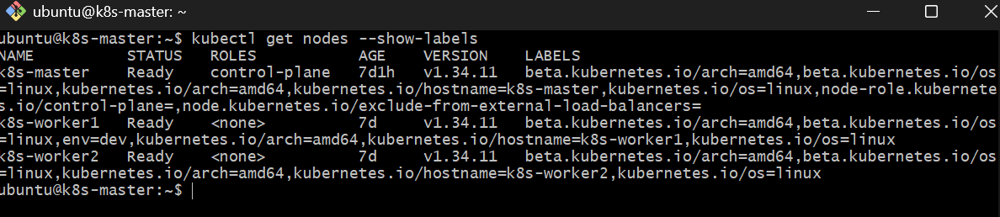 ubuntu@k8s-master: ~
ubuntu@k8s-master:~$ kubectl get nodes --show-labels
NAME          STATUS   ROLES           AGE    VERSION    LABELS
k8s-master    Ready    control-plane   7d1h   v1.34.11   beta.kubernetes.io/arch=amd64,beta.kubernetes.io/os
=linux,kubernetes.io/arch=amd64,kubernetes.io/hostname=k8s-master,kubernetes.io/os=linux,node-role.kubernete
s.io/control-plane=,node.kubernetes.io/exclude-from-external-load-balancers=
k8s-worker1   Ready    <none>          7d     v1.34.11   beta.kubernetes.io/arch=amd64,beta.kubernetes.io/os
=linux,env=dev,kubernetes.io/arch=amd64,kubernetes.io/hostname=k8s-worker1,kubernetes.io/os=linux
k8s-worker2   Ready    <none>          7d     v1.34.11   beta.kubernetes.io/arch=amd64,beta.kubernetes.io/os
=linux,kubernetes.io/arch=amd64,kubernetes.io/hostname=k8s-worker2,kubernetes.io/os=linux
ubuntu@k8s-master:~$